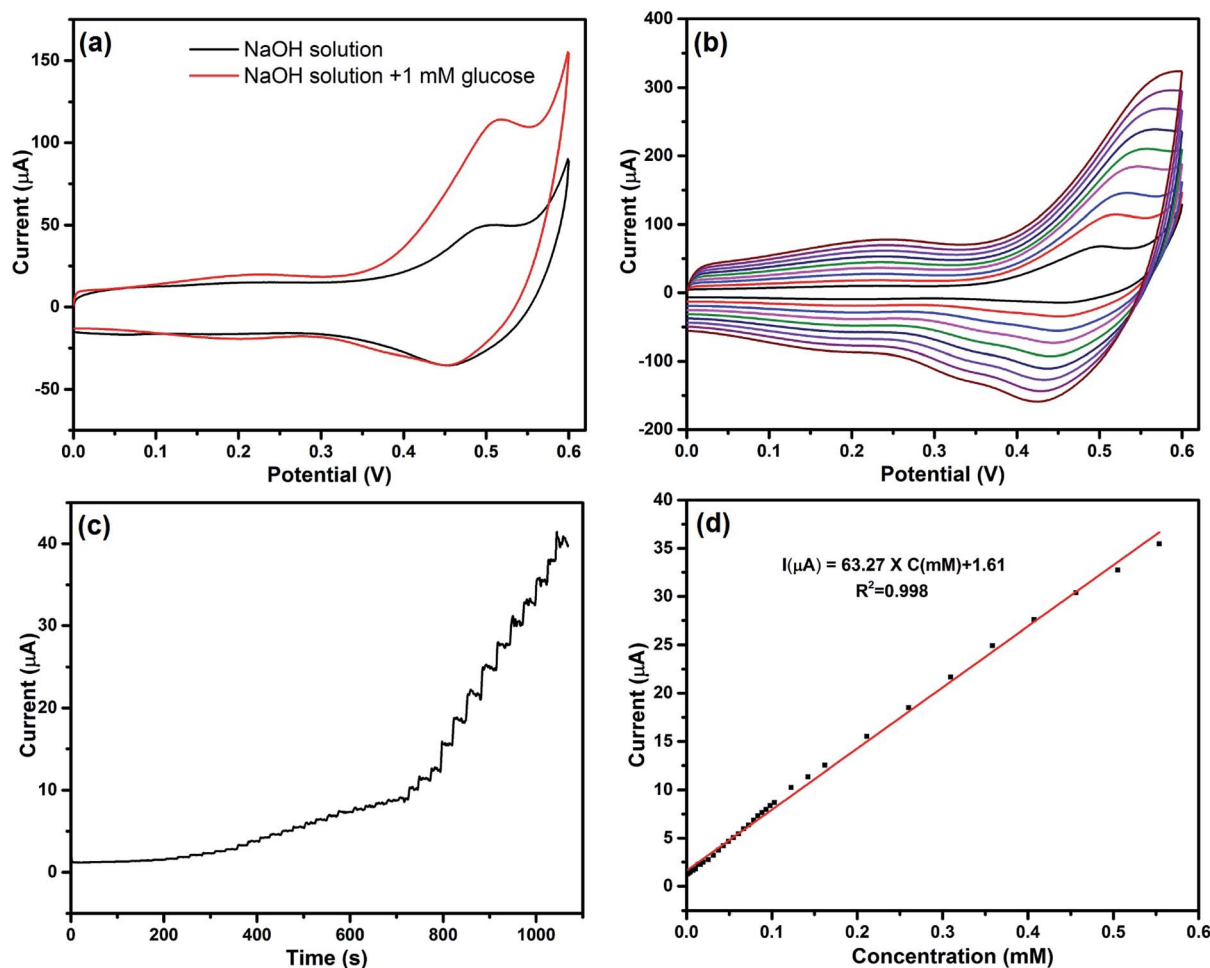 (a)
NaOH solution
NaOH solution +1 mM glucose
150
100
50
0
-50
Current (μA)
0.0 0.1 0.2 0.3 0.4 0.5 0.6
Potential (V)
(b)
400
300
200
100
0
-100
-200
Current (μA)
0.0 0.1 0.2 0.3 0.4 0.5 0.6
Potential (V)
(c)
40
30
20
10
0
Current (μA)
0 200 400 600 800 1000
Time (s)
(d)
I(μA) = 63.27 X C(mM)+1.61
R²=0.998
40
35
30
25
20
15
10
5
0
Current (μA)
0.0 0.1 0.2 0.3 0.4 0.5 0.6
Concentration (mM)